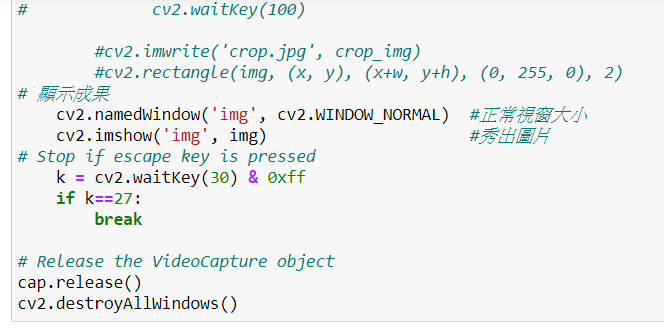 #            cv2.waitKey(100)
        #cv2.imwrite('crop.jpg', crop_img)
        #cv2.rectangle(img, (x, y), (x+w, y+h), (0, 255, 0), 2)
# 顯示成果
    cv2.namedWindow('img', cv2.WINDOW_NORMAL)  #正常視窗大小
    cv2.imshow('img', img)                     #秀出圖片
# Stop if escape key is pressed
    k = cv2.waitKey(30) & 0xff
    if k==27:
        break
# Release the VideoCapture object
cap.release()
cv2.destroyAllWindows()